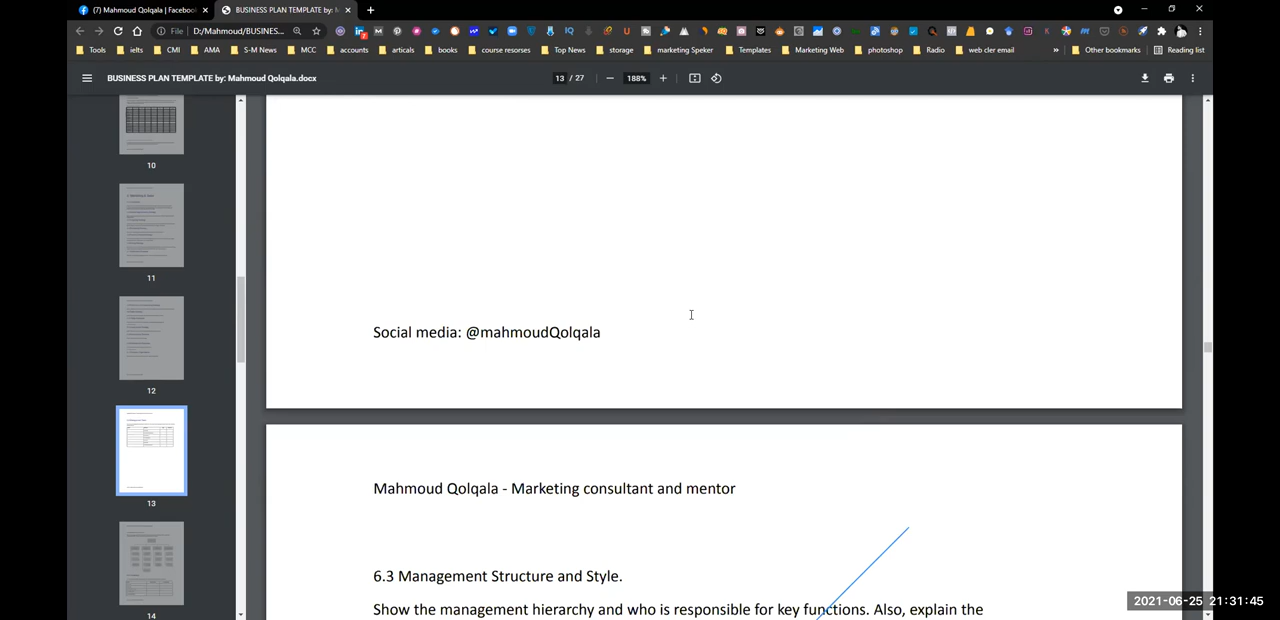 (7) Mahmoud Qolqala | Facebook
BUSINESS PLAN TEMPLATE by: M
File
D:/Mahmoud/BUSINES...
Tools
ielts
CMI
AMA
S-M News
MCC
accounts
articals
books
course resorses
Top News
storage
marketing Speker
Templates
Marketing Web
photoshop
Radio
web cler email
»
Other bookmarks
Reading list
BUSINESS PLAN TEMPLATE by: Mahmoud Qolqala.docx
13 / 27
188%
10
11
12
13
14
Social media: @mahmoudQolqala
Mahmoud Qolqala - Marketing consultant and mentor
6.3 Management Structure and Style.
Show the management hierarchy and who is responsible for key functions. Also, explain the
2021-06-25 21:31:45